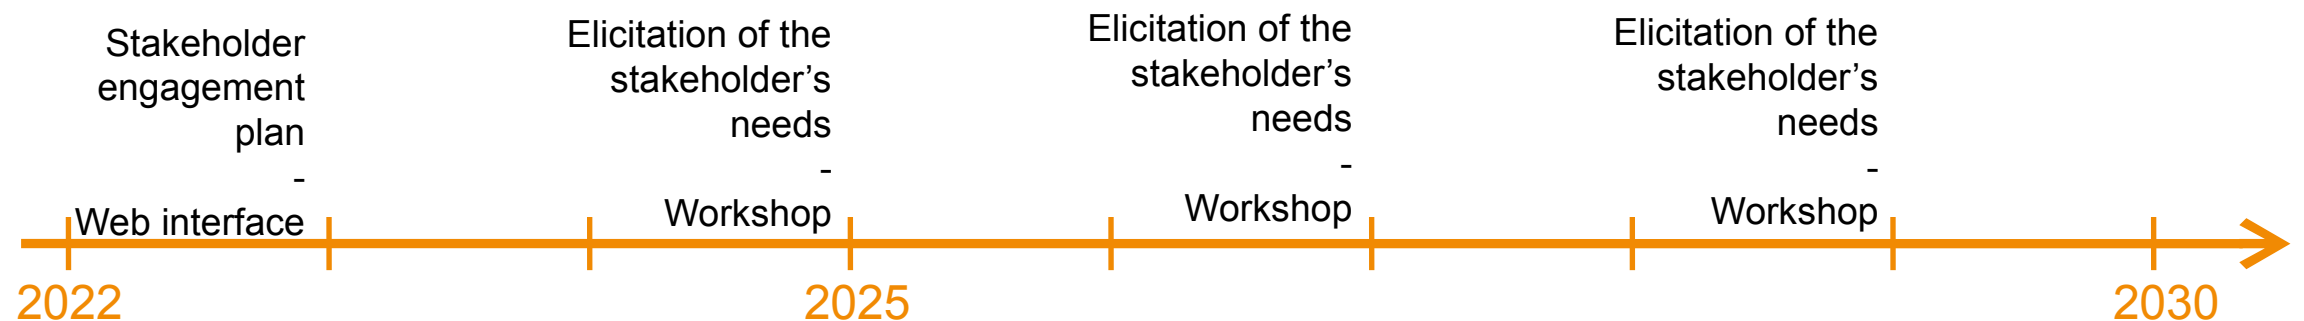 Stakeholder
engagement
plan
-
Web interface
Elicitation of the
stakeholder’s
needs
-
Workshop
Elicitation of the
stakeholder’s
needs
-
Workshop
Elicitation of the
stakeholder’s
needs
-
Workshop
2022
2025
2030